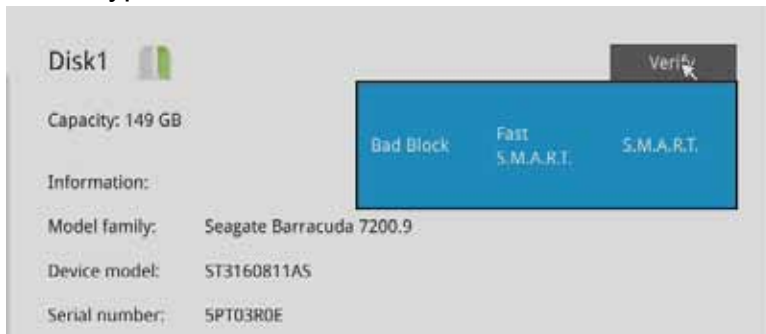 Disk1
Verify
Capacity: 149 GB
Bad Block
Fast
S.M.A.R.T.
S.M.A.R.T.
Information:
Model family: Seagate Barracuda 7200.9
Device model: ST3160811AS
Serial number: 5PT03R0E